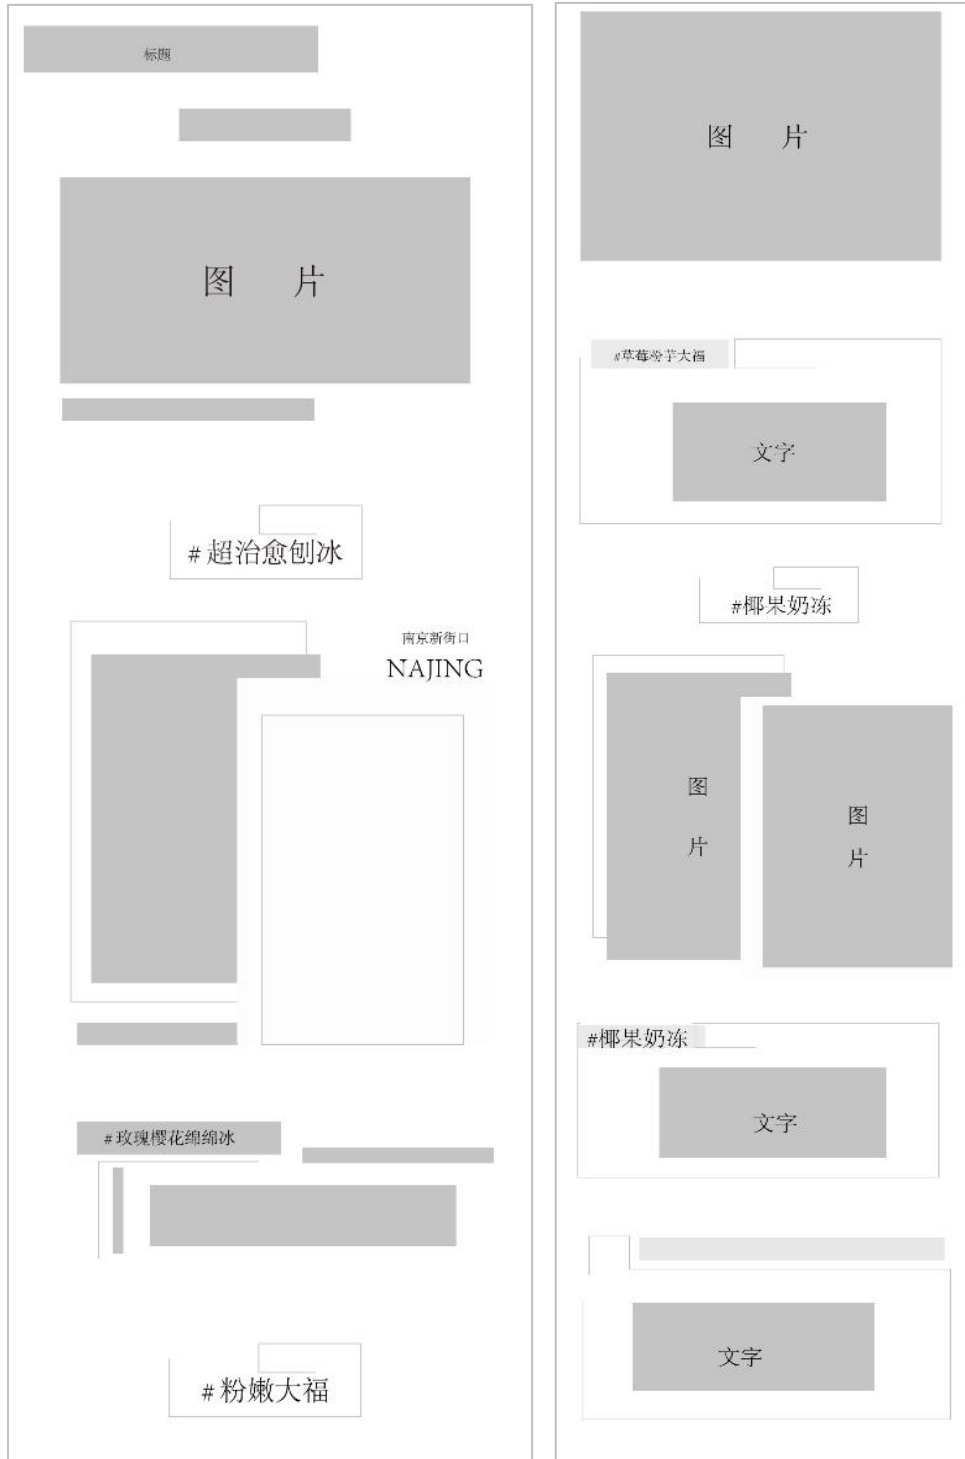 标题
图 片
# 超治愈刨冰
南京新街口
NAJING
# 玫瑰樱花绵绵冰
# 粉嫩大福
图 片
#草莓粉芋大福
文字
#椰果奶冻
图
片
图
片
#椰果奶冻
文字
文字